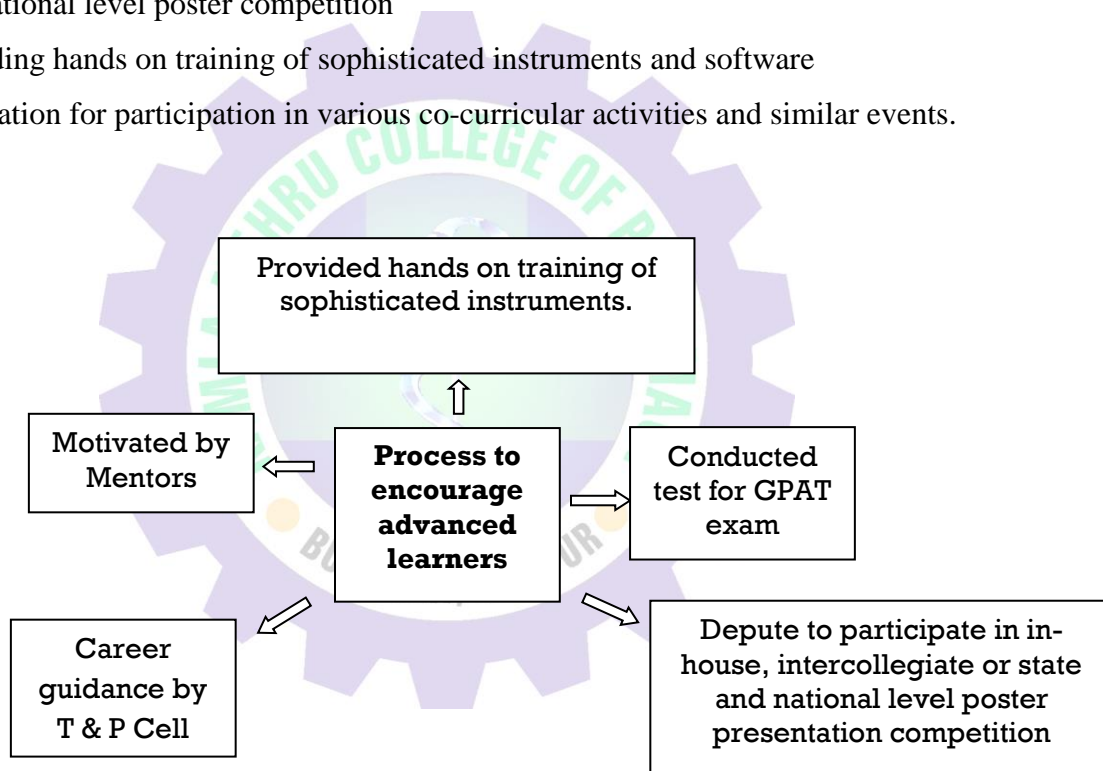 ational level poster competition
ding hands on training of sophisticated instruments and software
ation for participation in various co-curricular activities and similar events.
COLLEGE OF
Provided hands on training of
sophisticated instruments.
Motivated by
Mentors
Process to
encourage
advanced
learners
Conducted
test for GPAT
exam
Career
guidance by
T & P Cell
Depute to participate in in-
house, intercollegiate or state
and national level poster
presentation competition